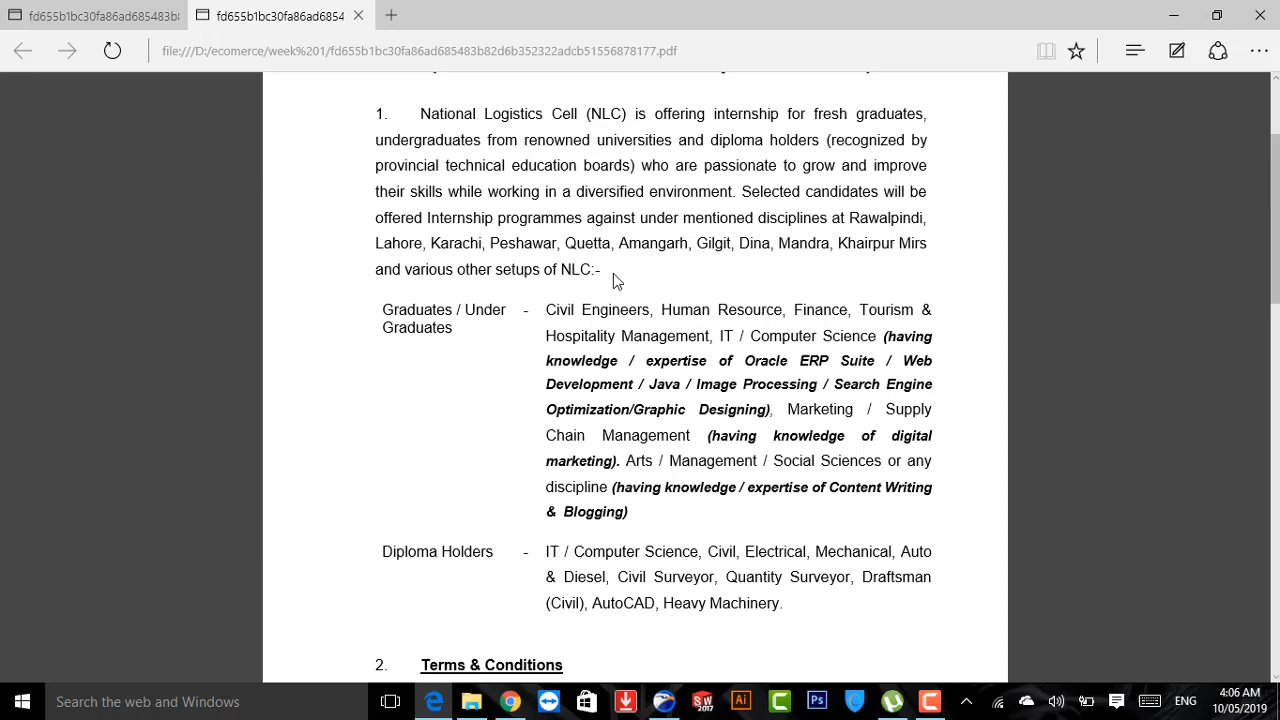 fd655b1bc30fa86ad685483b8
fd655b1bc30fa86ad6854
file:///D:/ecomerce/week%201/fd655b1bc30fa86ad685483b82d6b352322adcb51556878177.pdf
1. National Logistics Cell (NLC) is offering internship for fresh graduates,
undergraduates from renowned universities and diploma holders (recognized by
provincial technical education boards) who are passionate to grow and improve
their skills while working in a diversified environment. Selected candidates will be
offered Internship programmes against under mentioned disciplines at Rawalpindi,
Lahore, Karachi, Peshawar, Quetta, Amangarh, Gilgit, Dina, Mandra, Khairpur Mirs
and various other setups of NLC:-
Graduates / Under
Graduates
-
Civil Engineers, Human Resource, Finance, Tourism &
Hospitality Management, IT / Computer Science (having
knowledge / expertise of Oracle ERP Suite / Web
Development / Java / Image Processing / Search Engine
Optimization/Graphic Designing), Marketing / Supply
Chain Management (having knowledge of digital
marketing). Arts / Management / Social Sciences or any
discipline (having knowledge / expertise of Content Writing
& Blogging)
Diploma Holders - IT / Computer Science, Civil, Electrical, Mechanical, Auto
& Diesel, Civil Surveyor, Quantity Surveyor, Draftsman
(Civil), AutoCAD, Heavy Machinery.
2. Terms & Conditions
Search the web and Windows
SW
2017
Ai
Ps
ENG
4:06 AM
10/05/2019